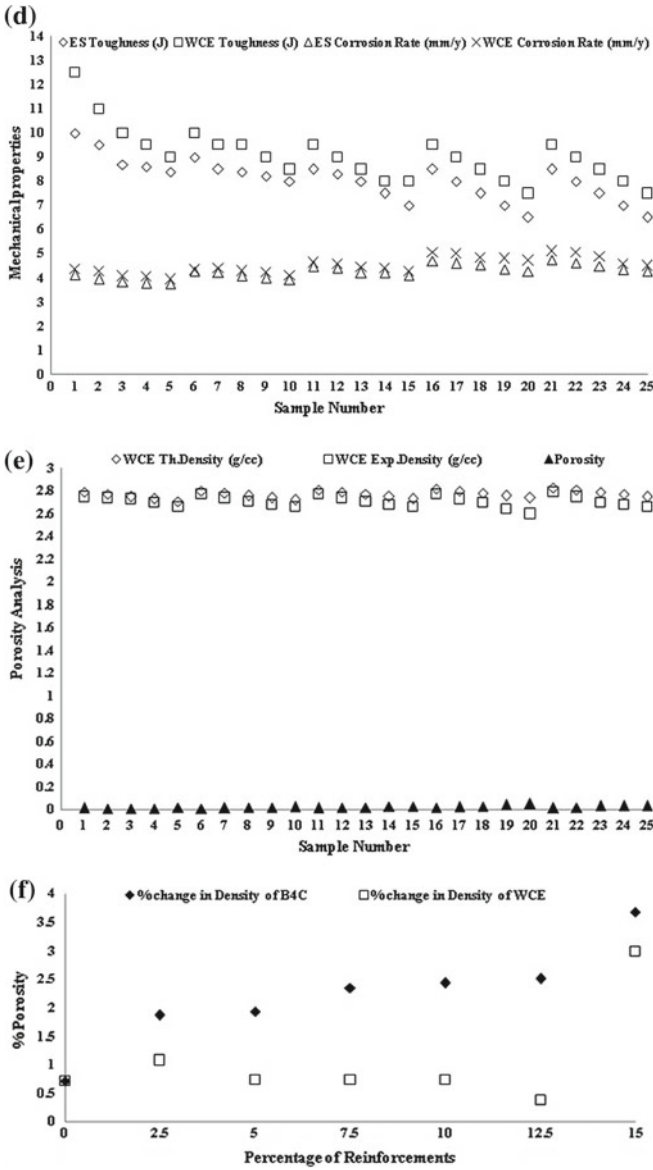 (d)
ES Toughness (J) WCE Toughness (J) ES Corrosion Rate (mm/y) WCE Corrosion Rate (mm/y)
14
13
12
11
10
9
8
7
6
5
4
3
2
1
0
Mechanical properties
0 1 2 3 4 5 6 7 8 9 10 11 12 13 14 15 16 17 18 19 20 21 22 23 24 25
Sample Number
(e)
WCE Th.Density (g/cc) WCE Exp.Density (g/cc) Porosity
3
2.8
2.6
2.4
2.2
2
1.8
1.6
1.4
1.2
1
0.8
0.6
0.4
0.2
0
Porosity Analysis
0 1 2 3 4 5 6 7 8 9 10 11 12 13 14 15 16 17 18 19 20 21 22 23 24 25
Sample Number
(f)
%change in Density of B4C %change in Density of WCE
4
3.5
3
2.5
2
1.5
1
0.5
0
%Porosity
0 2.5 5 7.5 10 12.5 15
Percentage of Reinforcements